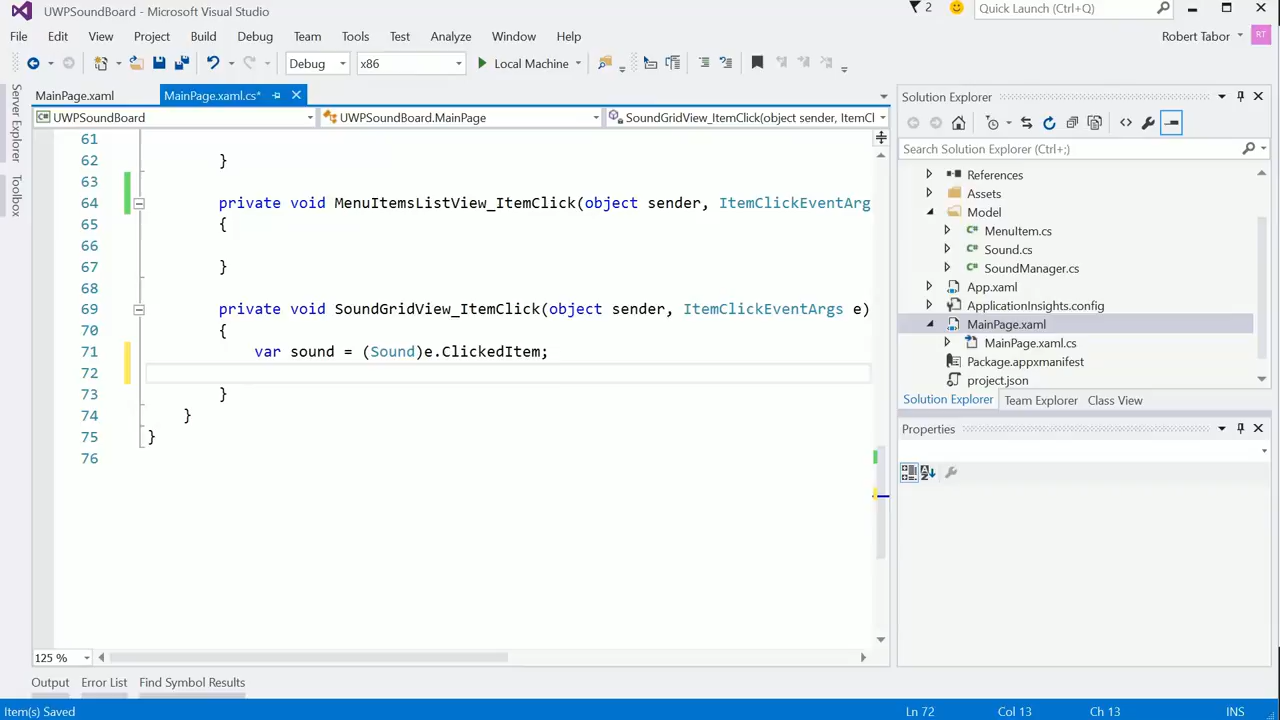 UWPSoundBoard - Microsoft Visual Studio
2
Quick Launch (Ctrl+Q)
File Edit View Project Build Debug Team Tools Test Analyze Window Help
Robert Tabor RT
Debug x86 Local Machine
Server Explorer
Toolbox
MainPage.xaml MainPage.xaml.cs*
UWPSoundBoard UWPSoundBoard.MainPage SoundGridView_ItemClick(object sender, ItemCl
61
62 }
63
64 private void MenuItemsListView_ItemClick(object sender, ItemClickEventArg
65 {
66
67 }
68
69 private void SoundGridView_ItemClick(object sender, ItemClickEventArgs e)
70 {
71 var sound = (Sound)e.ClickedItem;
72
73 }
74 }
75 }
76
125 %
Solution Explorer
Search Solution Explorer (Ctrl+;)
References
Assets
Model
MenuItem.cs
Sound.cs
SoundManager.cs
App.xaml
ApplicationInsights.config
MainPage.xaml
MainPage.xaml.cs
Package.appxmanifest
project.json
Solution Explorer Team Explorer Class View
Properties
Output Error List Find Symbol Results
Item(s) Saved Ln 72 Col 13 Ch 13 INS